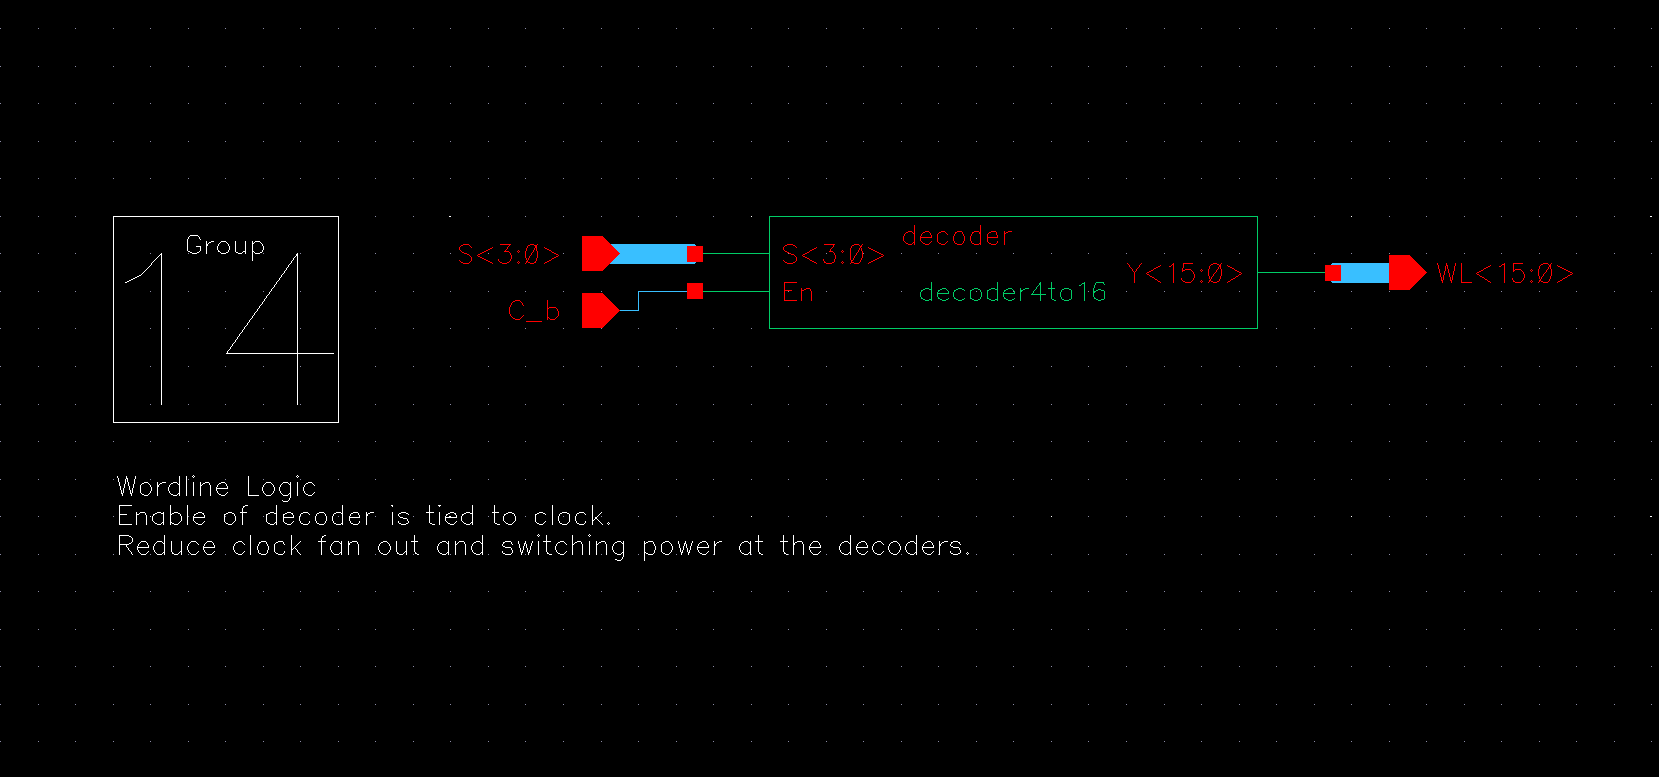 Group
14
S<3:0>
C_b
S<3:0>
En
decoder
decoder4to16
Y<15:0>
WL<15:0>
Wordline Logic
Enable of decoder is tied to clock.
Reduce clock fan out and switching power at the decoders.